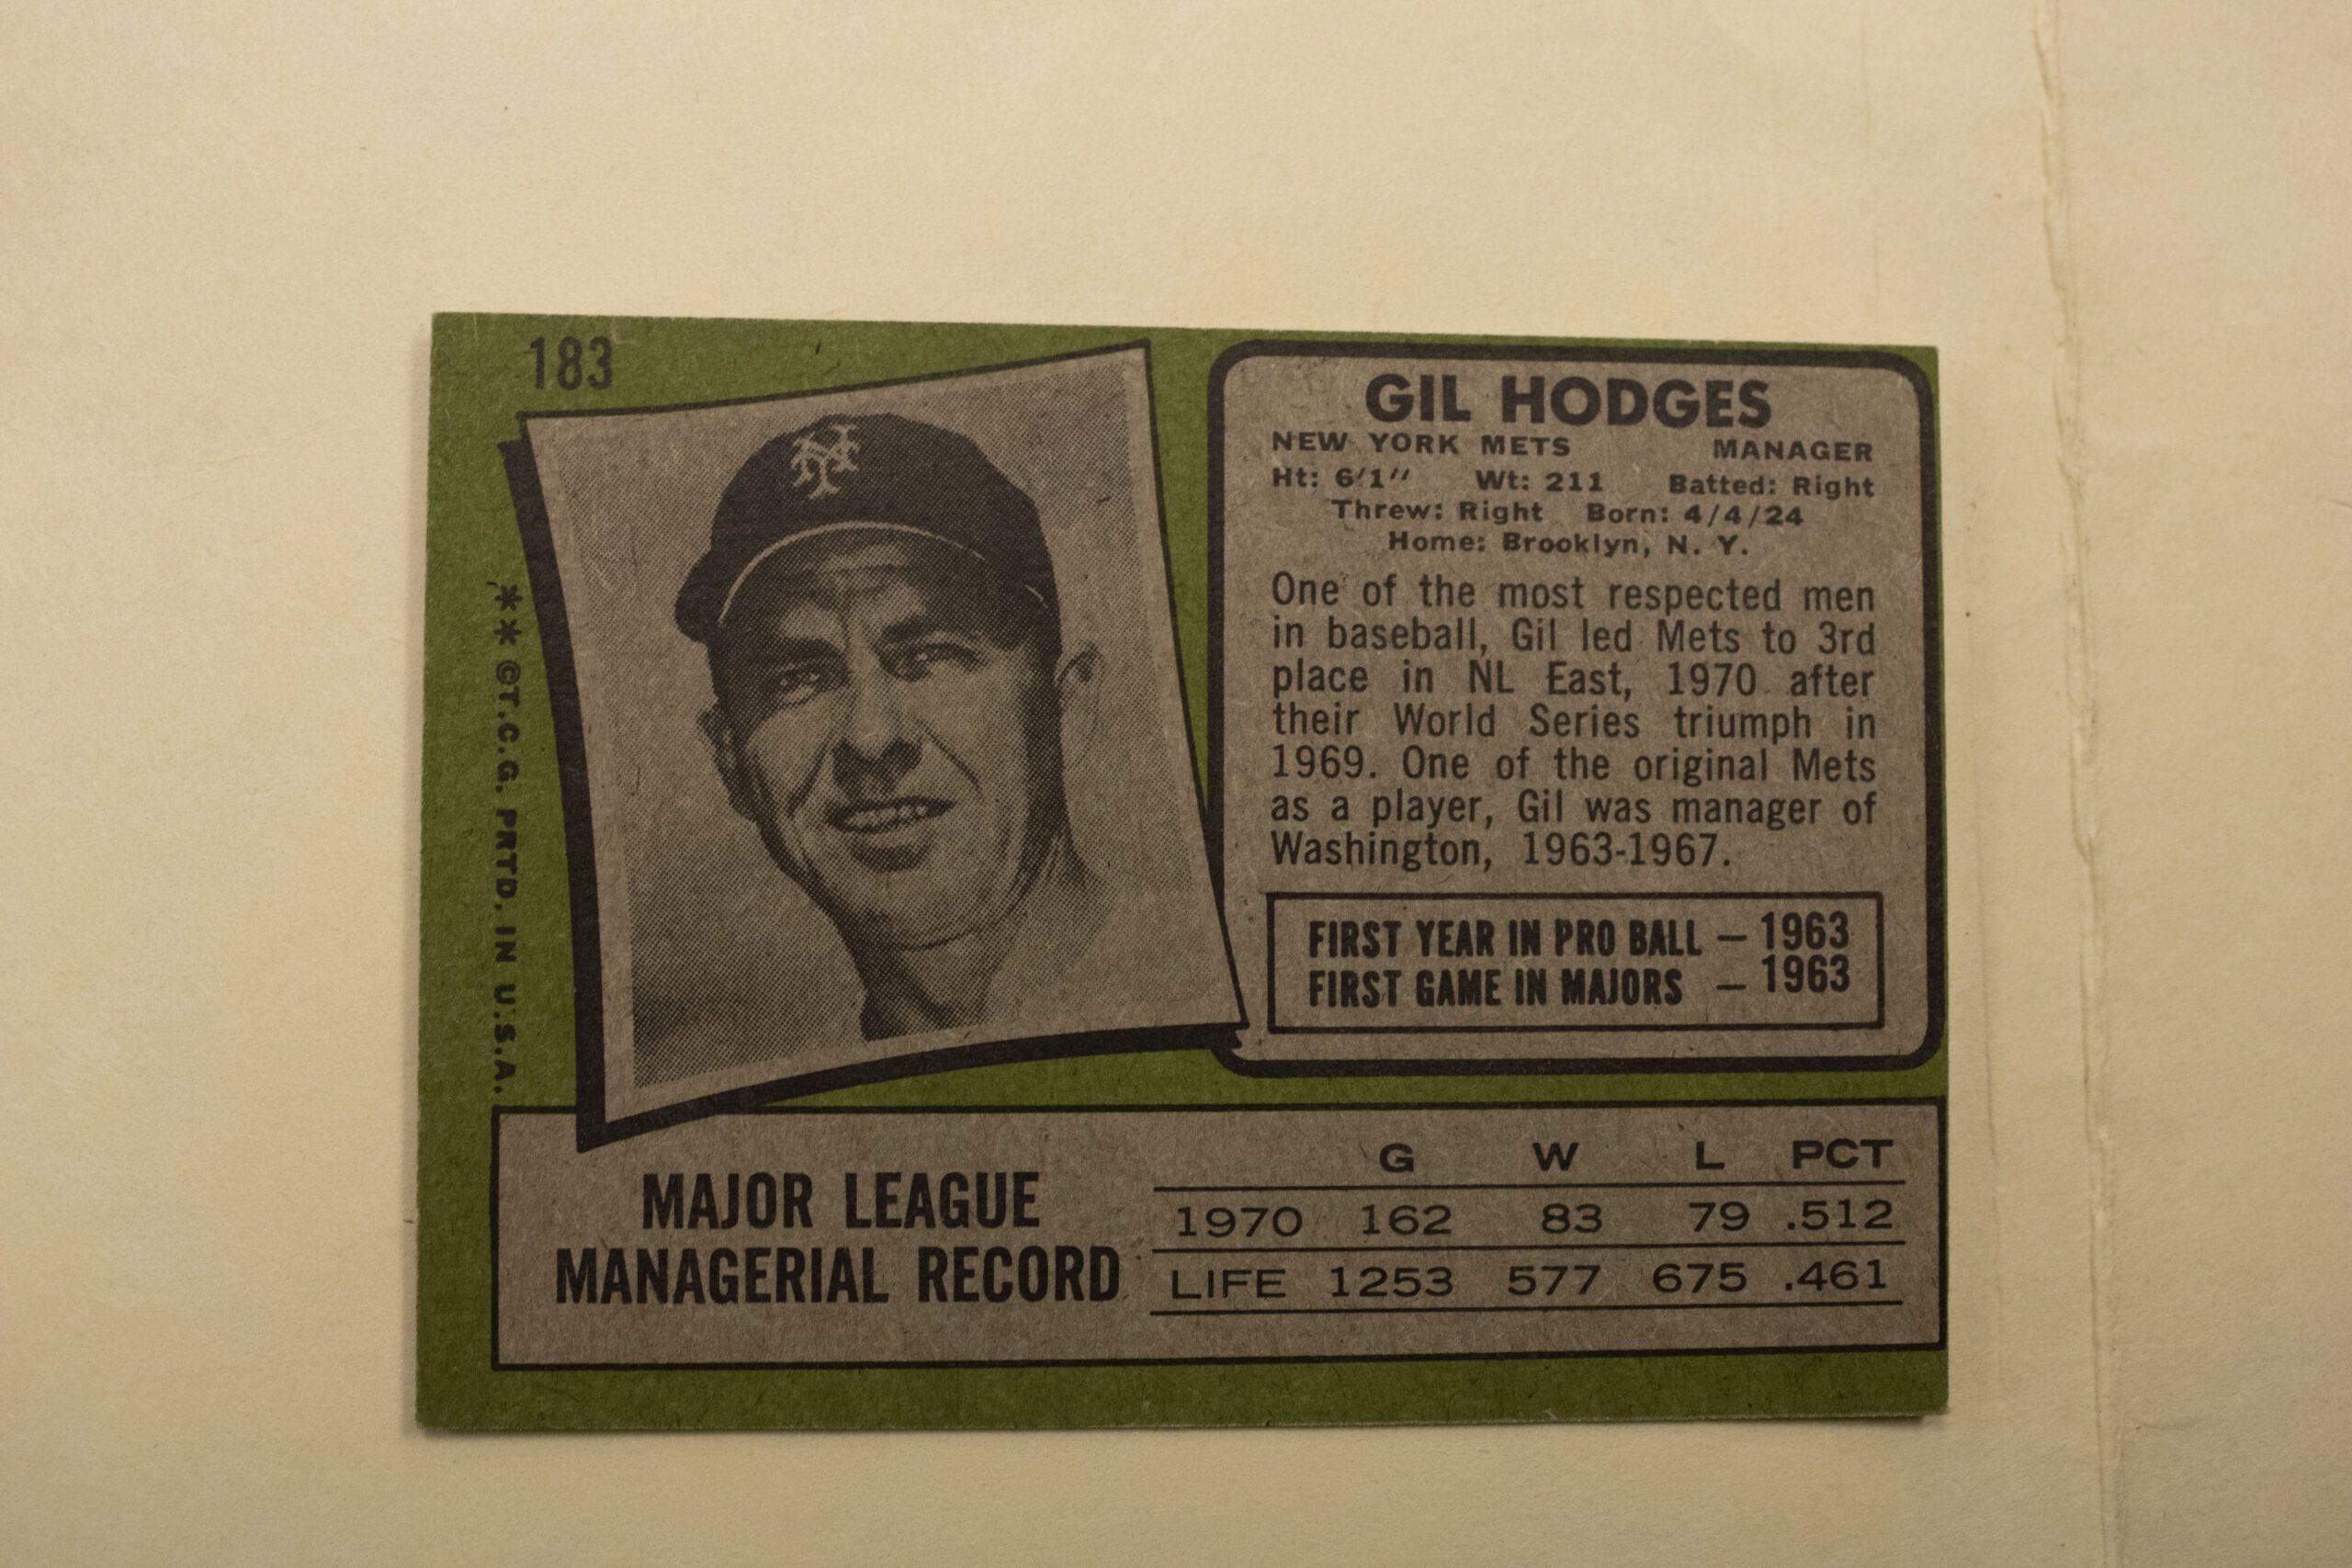 183
GIL HODGES
NEW YORK METS MANAGER
Ht: 6'1" Wt: 211 Batted: Right
Threw: Right Born: 4/4/24
Home: Brooklyn, N. Y.
One of the most respected men
in baseball, Gil led Mets to 3rd
place in NL East, 1970 after
their World Series triumph in
1969. One of the original Mets
as a player, Gil was manager of
Washington, 1963-1967.
FIRST YEAR IN PRO BALL — 1963
FIRST GAME IN MAJORS — 1963
**©T.C.G. PRTD. IN U.S.A.
MAJOR LEAGUE
MANAGERIAL RECORD
G W L PCT
1970 162 83 79 .512
LIFE 1253 577 675 .461
NY